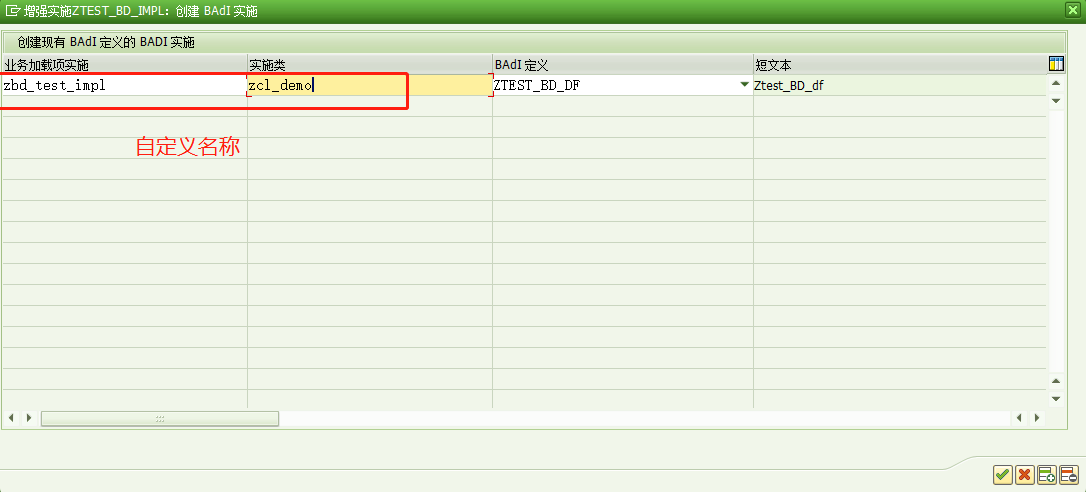 增强实施ZTEST_BD_IMPL: 创建 BAdI 实施
创建现有 BAdI 定义的 BADI 实施
业务加载项实施 实施类 BAdI 定义 短文本
zbd_test_impl zcl_demo ZTEST_BD_DF Ztest_BD_df
自定义名称